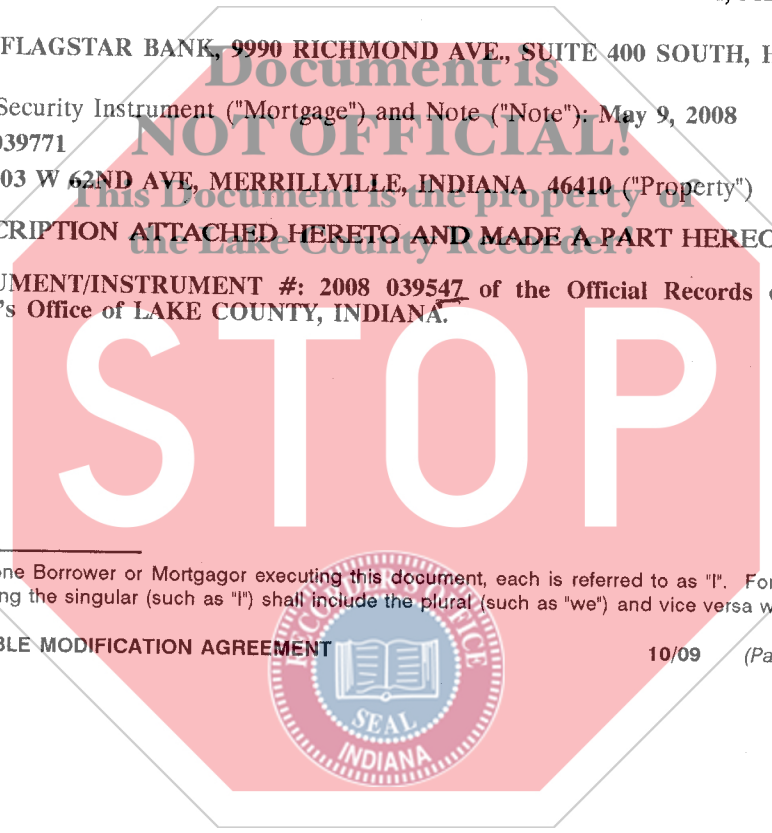 FLAGSTAR BANK, 9990 RICHMOND AVE., SUITE 400 SOUTH, H
Document is
Security Instrument ("Mortgage") and Note ("Note"): May 9, 2008
NOT OFFICIAL!
039771
03 W 62ND AVE, MERRILLVILLE, INDIANA 46410 ("Property")
This Document is the property of
CRIPTION ATTACHED HERETO AND MADE A PART HEREO
the Lake County Recorder!
UMENT/INSTRUMENT #: 2008 039547 of the Official Records
's Office of LAKE COUNTY, INDIANA.
STOP
ne Borrower or Mortgagor executing this document, each is referred to as "I". For
ng the singular (such as "I") shall include the plural (such as "we") and vice versa w
BLE MODIFICATION AGREEMENT 10/09 (Pa
RECORDER'S OFFICE
SEAL
INDIANA